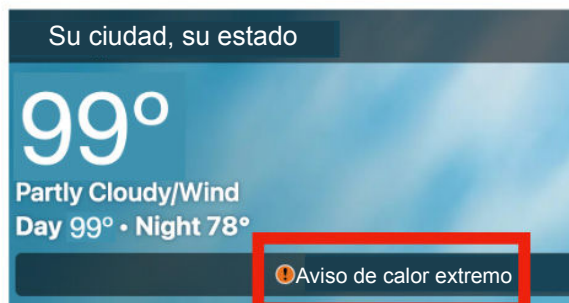 Su ciudad, su estado
99°
Partly Cloudy/Wind
Day 99° • Night 78°
Aviso de calor extremo